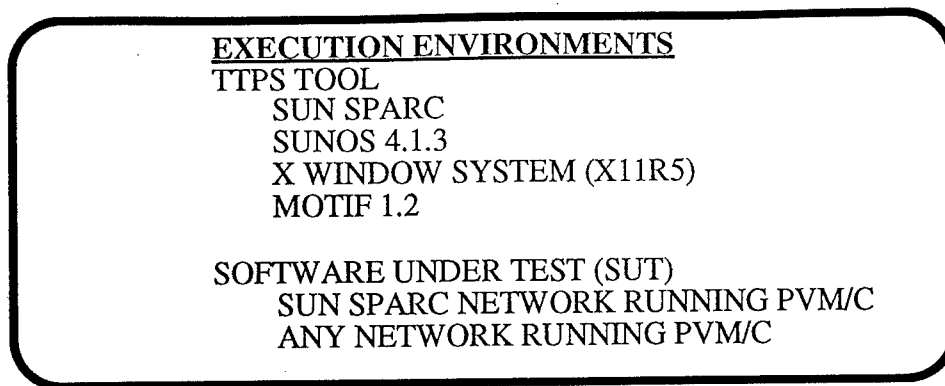 EXECUTION ENVIRONMENTS
TTPS TOOL
SUN SPARC
SUNOS 4.1.3
X WINDOW SYSTEM (X11R5)
MOTIF 1.2
SOFTWARE UNDER TEST (SUT)
SUN SPARC NETWORK RUNNING PVM/C
ANY NETWORK RUNNING PVM/C